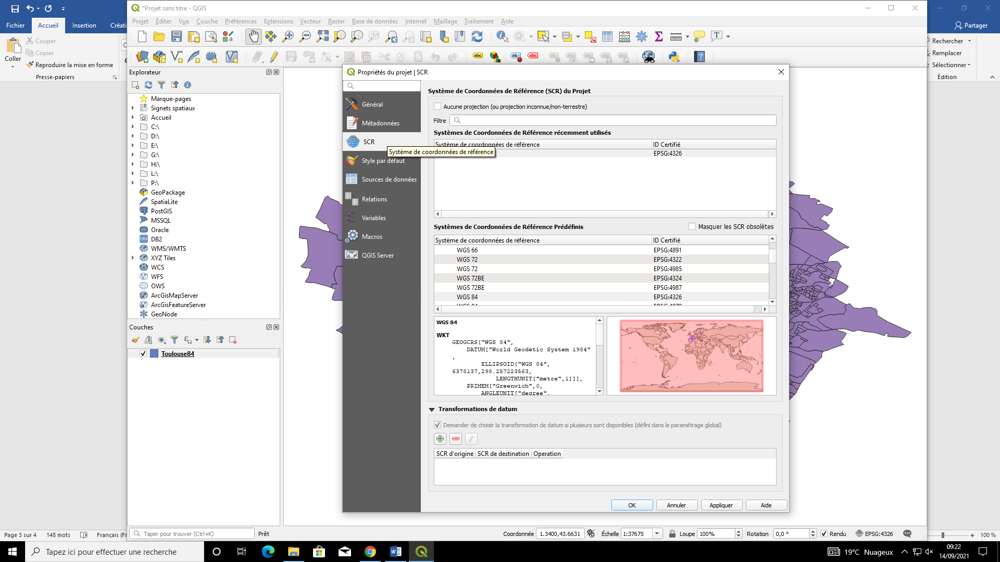 *Projet sans titre - QGIS
Fichier
Accueil
Insertion
Créati
Partager
Coller
Couper
Copier
Reproduire la mise en forme
Presse-papiers
Rechercher
Remplacer
Sélectionner
Édition
Projet Éditer Vue Couche Préférences Extensions Vecteur Raster Base de données Internet Maillage Traitement Aide
Explorateur
Marque-pages
Signets spatiaux
Accueil
C:\
D:\
E:\
G:\
H:\
L:\
P:\
GeoPackage
SpatiaLite
PostGIS
MSSQL
Oracle
DB2
WMS/WMTS
XYZ Tiles
WCS
WFS
OWS
ArcGisMapServer
ArcGisFeatureServer
GeoNode
Couches
Toulouse84
Propriétés du projet | SCR
Général
Métadonnées
SCR
Style par défaut
Sources de données
Relations
Variables
Macros
QGIS Server
Système de Coordonnées de Référence (SCR) du Projet
Aucune projection (ou projection inconnue/non-terrestre)
Filtre
Systèmes de Coordonnées de Référence récemment utilisés
Système de coordonnées de référence ID Certifié
Système de coordonnées de référence
EPSG:4326
Systèmes de Coordonnées de Référence Prédéfinis
Masquer les SCR obsolètes
Système de coordonnées de référence ID Certifié
WGS 66 EPSG:4891
WGS 72 EPSG:4322
WGS 72 EPSG:4985
WGS 72BE EPSG:4324
WGS 72BE EPSG:4987
WGS 84 EPSG:4326
WGS 84 EPSG:4979
WGS 84
WKT
GEOGCRS["WGS 84",
DATUM["World Geodetic System 1984"
,
ELLIPSOID["WGS 84",
6378137,298.257223563,
LENGTHUNIT["metre",1]]],
PRIMEM["Greenwich",0,
ANGLEUNIT["degree",
Transformations de datum
Demander de choisir la transformation de datum si plusieurs sont disponibles (défini dans le paramétrage global)
SCR d'origine SCR de destination Operation
OK Annuler Appliquer Aide
Page 3 sur 4 148 mots Français (Fr
Taper pour trouver (Ctrl+K)
Prêt
Coordonnée 1.3400,43.6631
Échelle 1:37675
Loupe 100%
Rotation 0,0 °
Rendu
EPSG:4326
100 %
Tapez ici pour effectuer une recherche
19°C Nuageux
09:22
14/09/2021